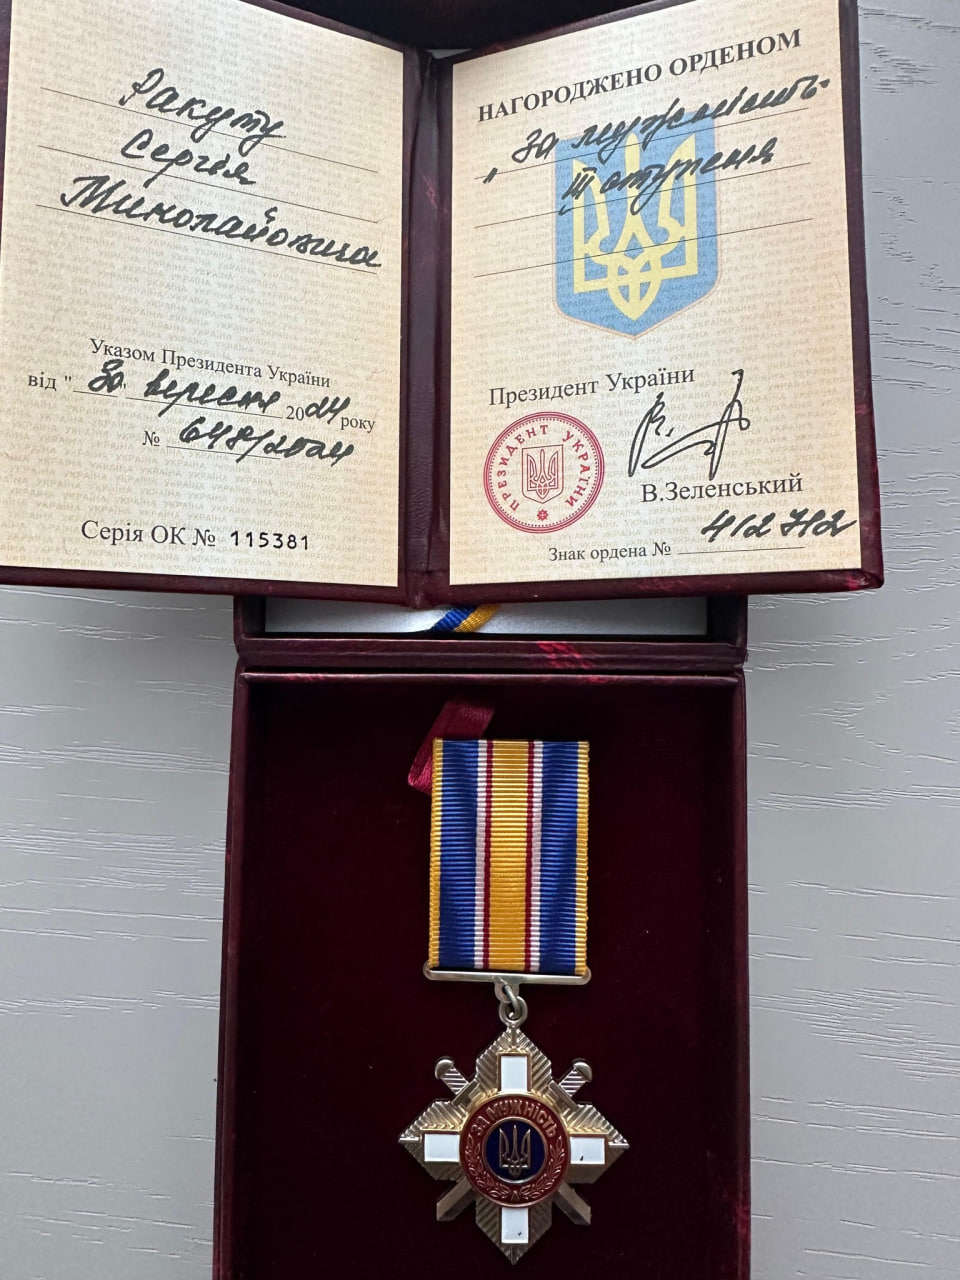 Ракуту
Сергія
Миколайовича
Указом Президента України
від "30" вересня 2024 року
№ 648/2024
Серія ОК № 115381
НАГОРОДЖЕНО ОРДЕНОМ
"За мужність"
III ступеня
Президент України
ПРЕЗИДЕНТ УКРАЇНИ
В.Зеленський
Знак ордена № 412712
ЗА МУЖНІСТЬ